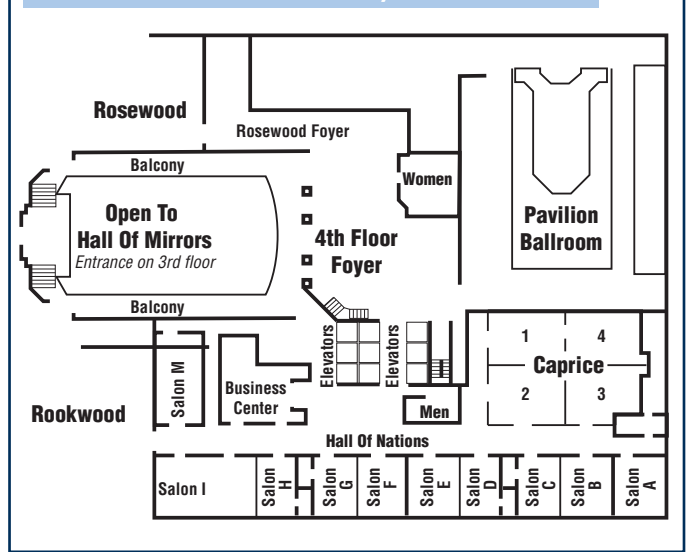 Rosewood
Rosewood Foyer
Balcony
Women
Open To
Hall Of Mirrors
Entrance on 3rd floor
4th Floor
Foyer
Pavilion
Ballroom
Balcony
Elevators
Elevators
1
4
Caprice
2
3
Salon M
Business
Center
Men
Rookwood
Hall Of Nations
Salon I
Salon
H
Salon
G
Salon
F
Salon
E
Salon
D
Salon
C
Salon
B
Salon
A